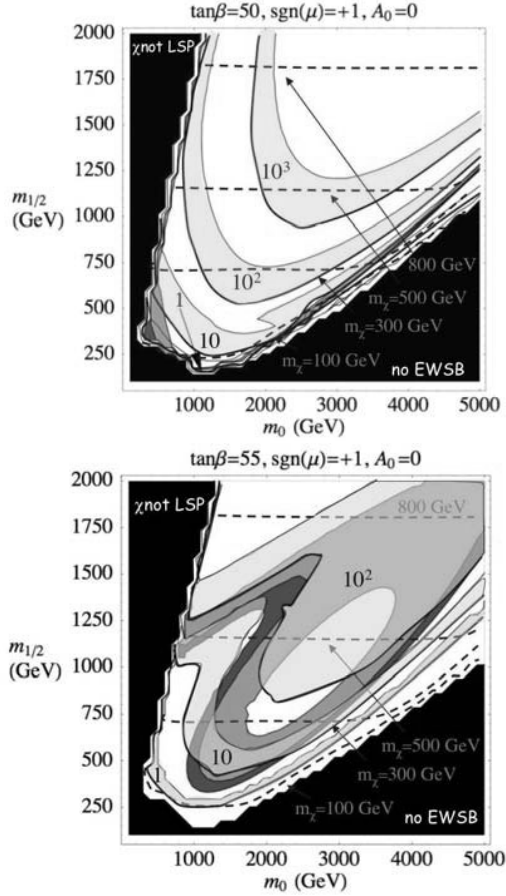 tanβ=50, sgn(μ)=+1, A₀=0
χnot LSP
2000
1750
1500
1250
1000
750
500
250
m₁/₂
(GeV)
10³
10²
10
1
800 GeV
mχ=500 GeV
mχ=300 GeV
mχ=100 GeV
no EWSB
1000 2000 3000 4000 5000
m₀ (GeV)
tanβ=55, sgn(μ)=+1, A₀=0
χnot LSP
2000
1750
1500
1250
1000
750
500
250
m₁/₂
(GeV)
800 GeV
10²
10
1
mχ=500 GeV
mχ=300 GeV
mχ=100 GeV
no EWSB
1000 2000 3000 4000 5000
m₀ (GeV)